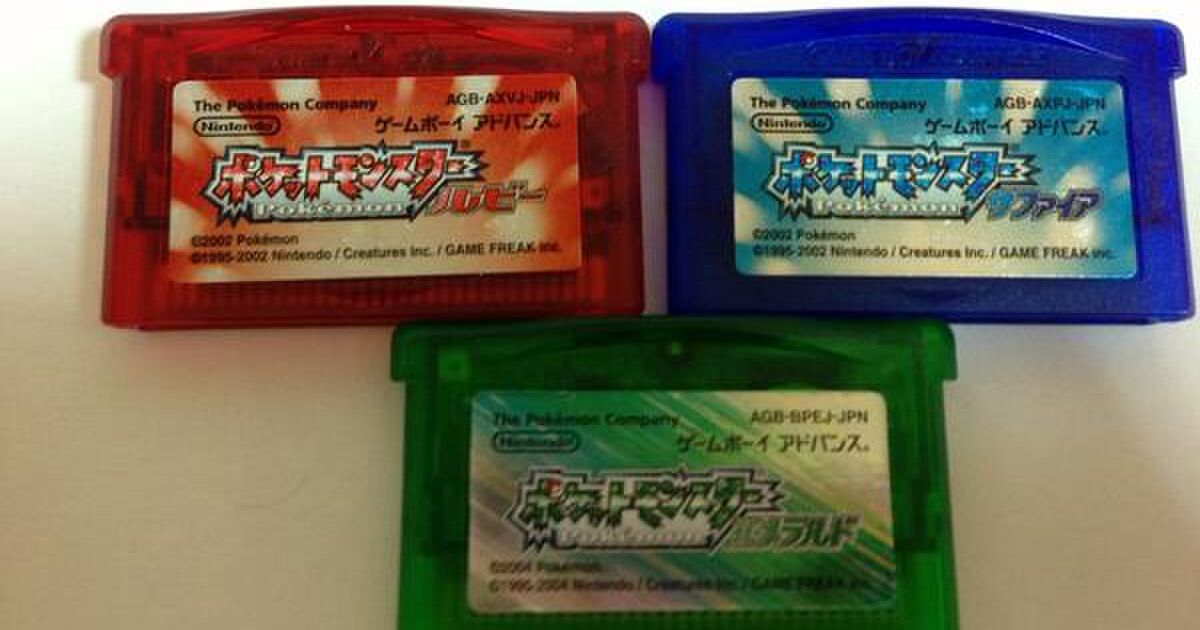 The Pokémon Company AGB-AXVJ-JPN
Nintendo ゲームボーイ アドバンス®
ポケットモンスター®
Pokémon ルビー
©2002 Pokémon
©1995-2002 Nintendo / Creatures Inc. / GAME FREAK inc.
The Pokémon Company AGB-AXPJ-JPN
Nintendo ゲームボーイ アドバンス®
ポケットモンスター®
Pokémon サファイア
©2002 Pokémon
©1995-2002 Nintendo / Creatures Inc. / GAME FREAK inc.
The Pokémon Company AGB-BPEJ-JPN
Nintendo ゲームボーイ アドバンス®
ポケットモンスター
Pokémon エメラルド
©2004 Pokémon
©1995-2004 Nintendo / Creatures Inc. / GAME FREAK inc.